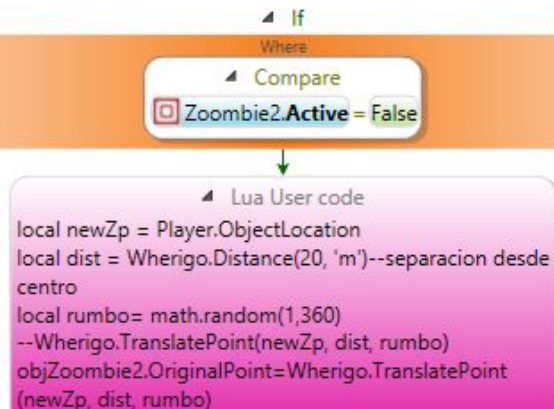 If
Where
Compare
Zoombie2.Active = False
Lua User code
local newZp = Player.ObjectLocation
local dist = Wherigo.Distance(20, 'm')--separacion desde
centro
local rumbo= math.random(1,360)
--Wherigo.TranslatePoint(newZp, dist, rumbo)
objZoombie2.OriginalPoint=Wherigo.TranslatePoint
(newZp, dist, rumbo)